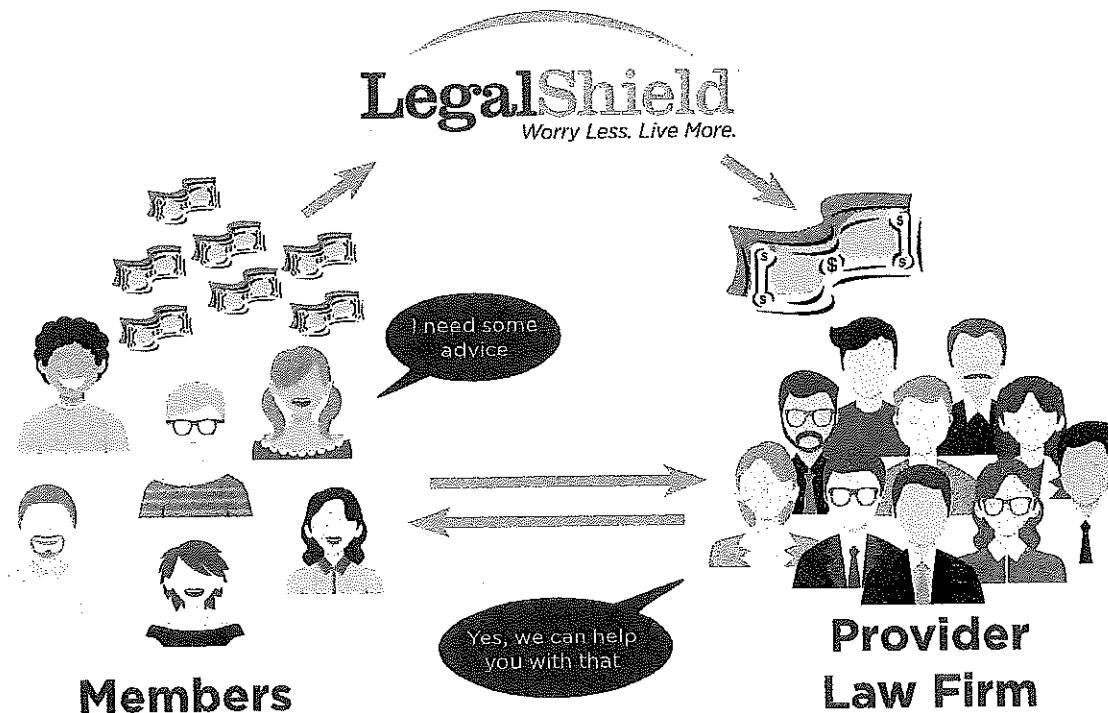 LegalShield
Worry Less. Live More.
I need some
advice
Yes, we can help
you with that
Members
Provider
Law Firm
$
$
$
$
$